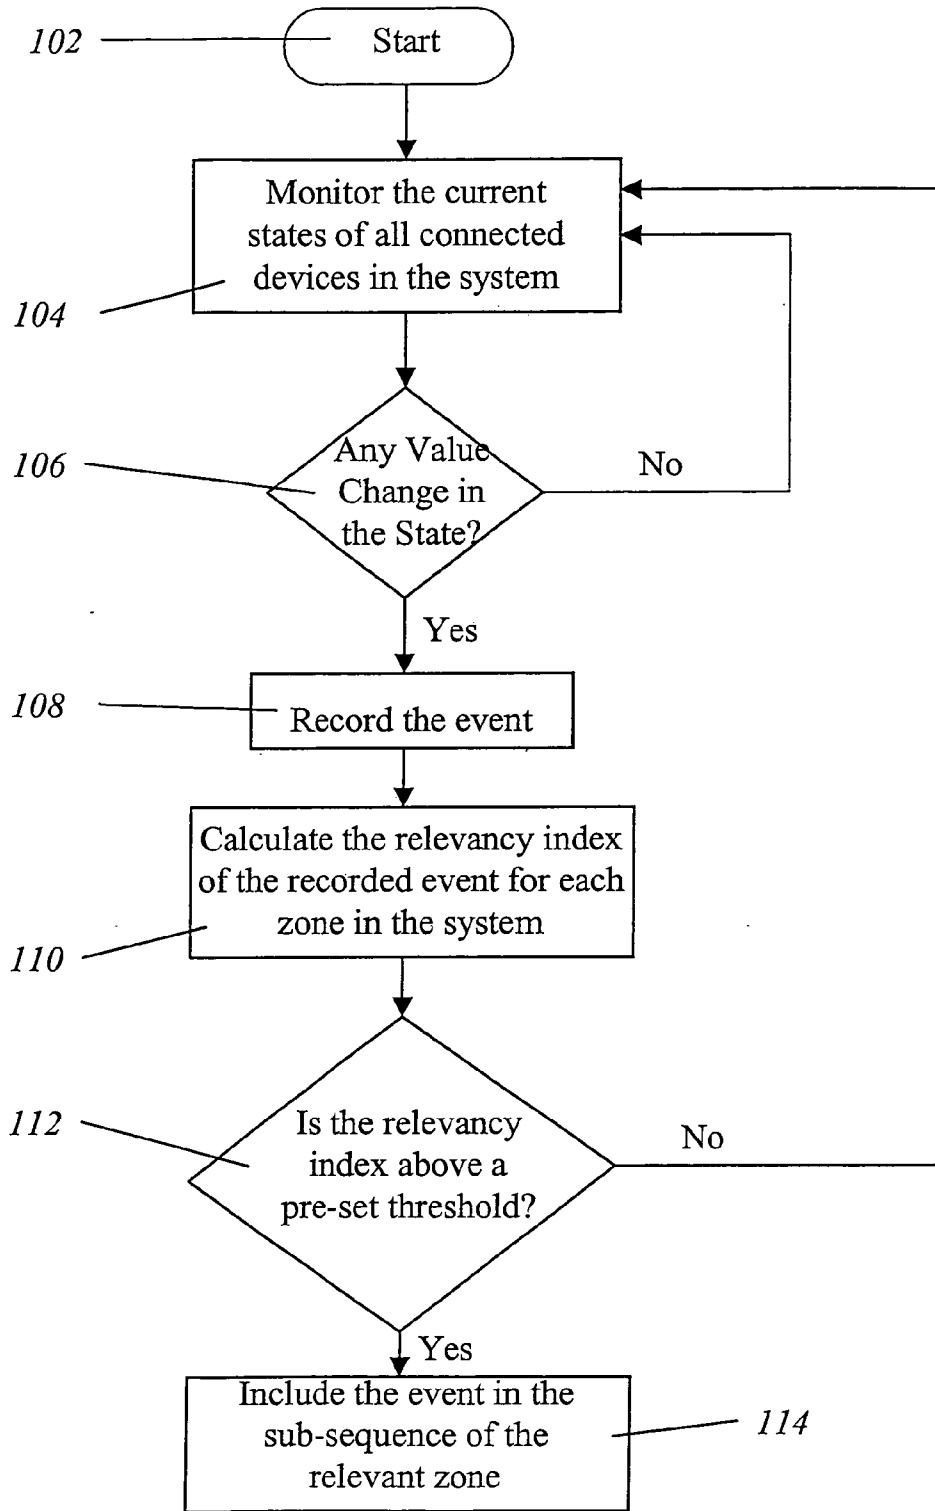 102
Start
Monitor the current
states of all connected
devices in the system
104
Any Value
Change in
the State?
106
No
Yes
108
Record the event
Calculate the relevancy index
of the recorded event for each
zone in the system
110
112
Is the relevancy
index above a
pre-set threshold?
No
Yes
Include the event in the
sub-sequence of the
relevant zone
114